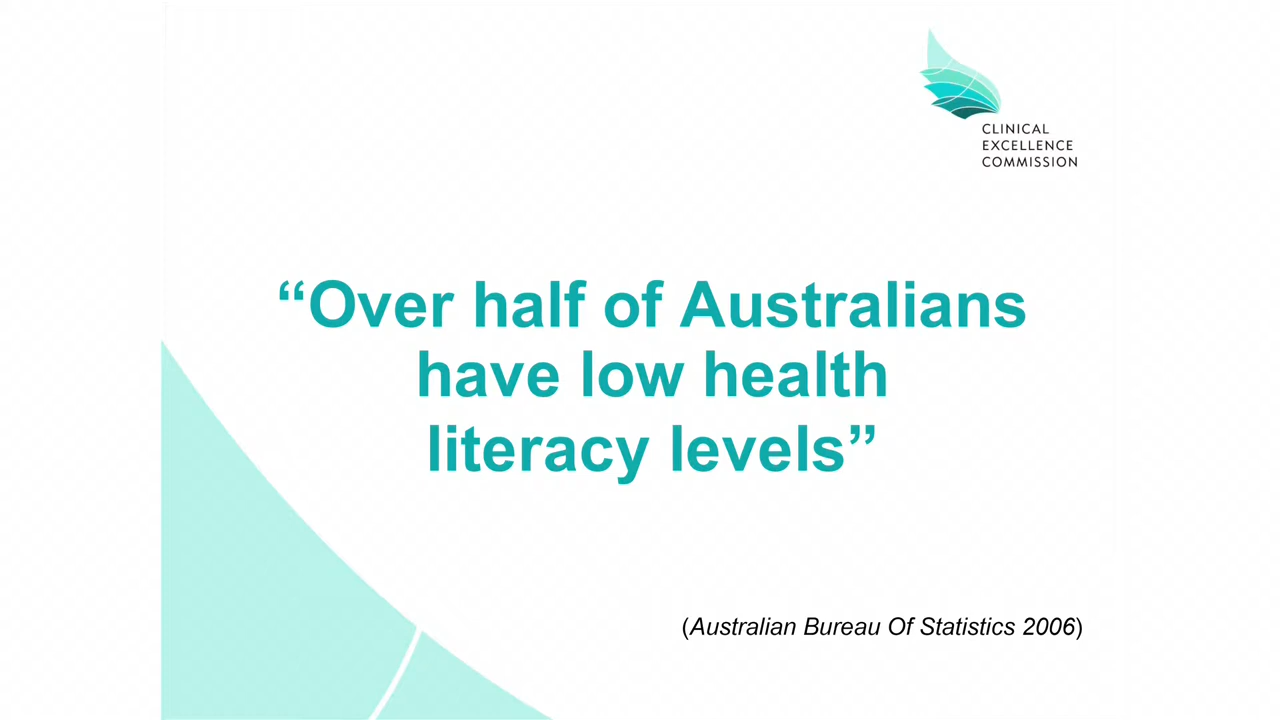 CLINICAL
EXCELLENCE
COMMISSION
“Over half of Australians
have low health
literacy levels”
(Australian Bureau Of Statistics 2006)